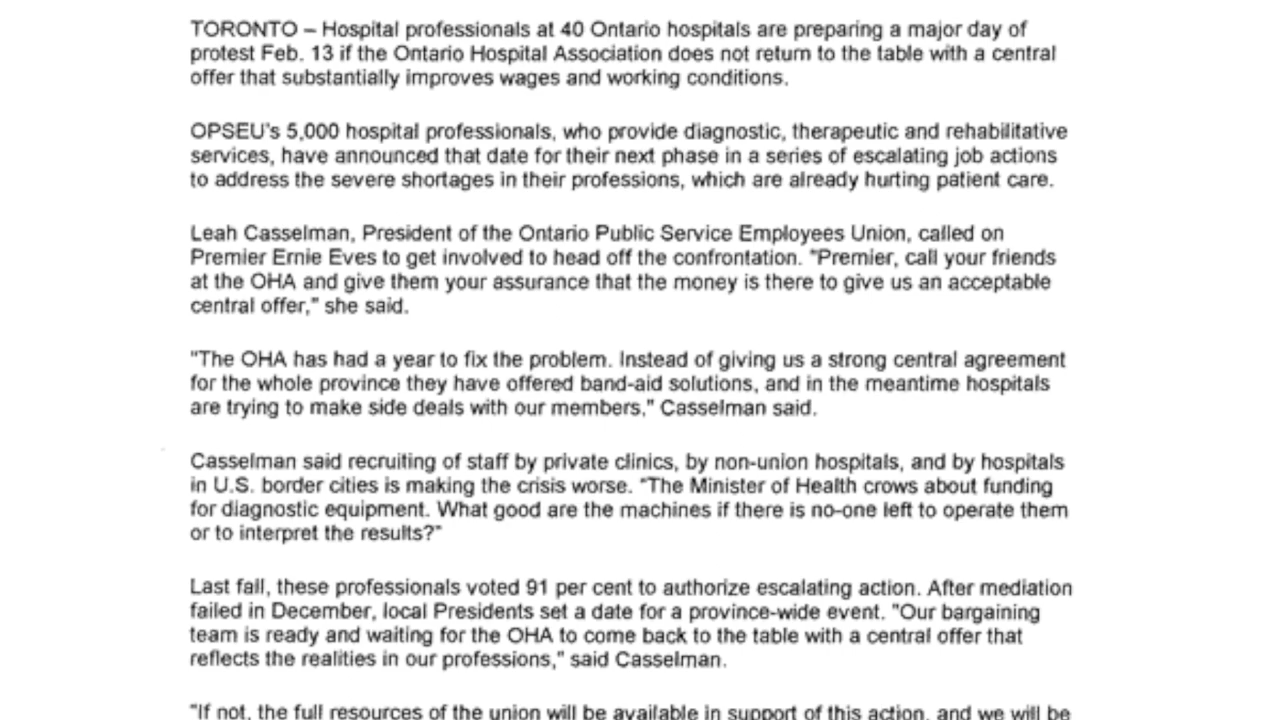 TORONTO – Hospital professionals at 40 Ontario hospitals are preparing a major day of
protest Feb. 13 if the Ontario Hospital Association does not return to the table with a central
offer that substantially improves wages and working conditions.
OPSEU's 5,000 hospital professionals, who provide diagnostic, therapeutic and rehabilitative
services, have announced that date for their next phase in a series of escalating job actions
to address the severe shortages in their professions, which are already hurting patient care.
Leah Casselman, President of the Ontario Public Service Employees Union, called on
Premier Ernie Eves to get involved to head off the confrontation. "Premier, call your friends
at the OHA and give them your assurance that the money is there to give us an acceptable
central offer," she said.
"The OHA has had a year to fix the problem. Instead of giving us a strong central agreement
for the whole province they have offered band-aid solutions, and in the meantime hospitals
are trying to make side deals with our members," Casselman said.
Casselman said recruiting of staff by private clinics, by non-union hospitals, and by hospitals
in U.S. border cities is making the crisis worse. "The Minister of Health crows about funding
for diagnostic equipment. What good are the machines if there is no-one left to operate them
or to interpret the results?"
Last fall, these professionals voted 91 per cent to authorize escalating action. After mediation
failed in December, local Presidents set a date for a province-wide event. "Our bargaining
team is ready and waiting for the OHA to come back to the table with a central offer that
reflects the realities in our professions," said Casselman.
"If not, the full resources of the union will be available in support of this action, and we will be